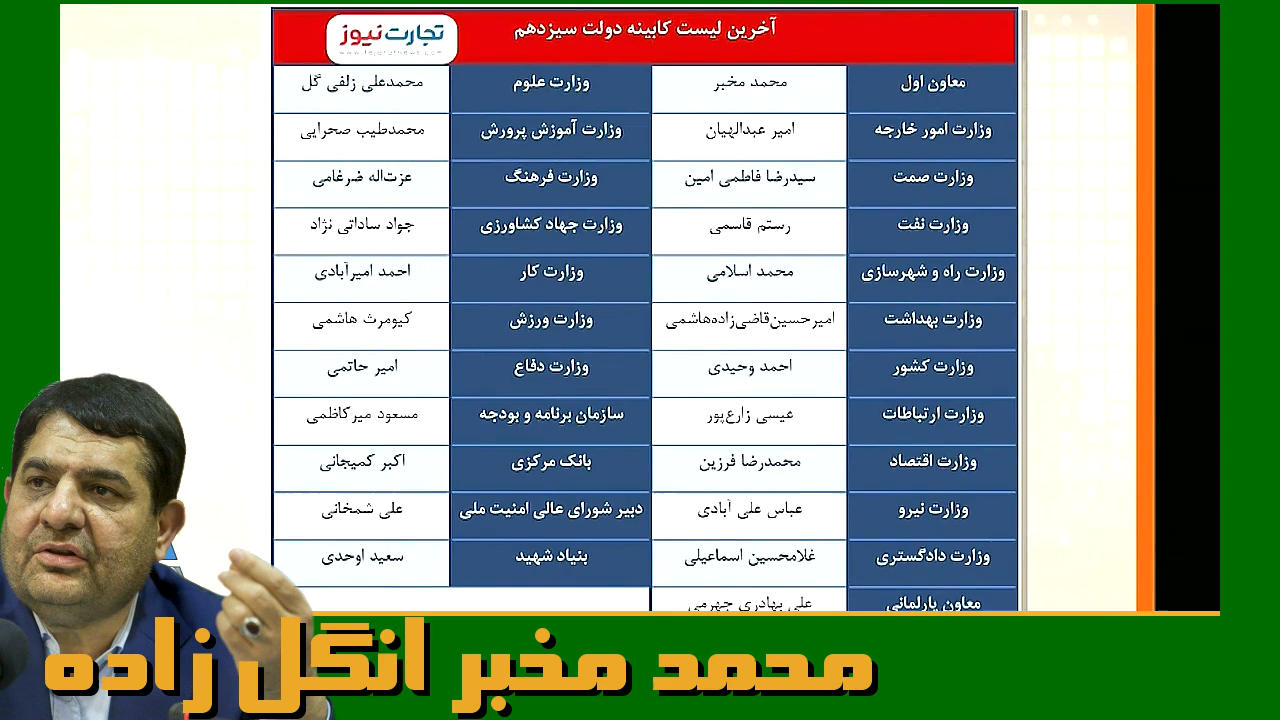 آخرین لیست کابینه دولت سیزدهم
تجارت‌نیوز
معاون اول محمد مخبر وزارت علوم محمدعلی زلفی گل
وزارت امور خارجه امیر عبدالهیان وزارت آموزش پرورش محمدطیب صحرایی
وزارت صمت سیدرضا فاطمی امین وزارت فرهنگ عزت‌اله ضرغامی
وزارت نفت رستم قاسمی وزارت جهاد کشاورزی جواد ساداتی نژاد
وزارت راه و شهرسازی محمد اسلامی وزارت کار احمد امیرآبادی
وزارت بهداشت امیرحسین‌قاضی‌زاده‌هاشمی وزارت ورزش کیومرث هاشمی
وزارت کشور احمد وحیدی وزارت دفاع امیر حاتمی
وزارت ارتباطات عیسی زارع‌پور سازمان برنامه و بودجه مسعود میرکاظمی
وزارت اقتصاد محمدرضا فرزین بانک مرکزی اکبر کمیجانی
وزارت نیرو عباس علی آبادی دبیر شورای عالی امنیت ملی علی شمخانی
وزارت دادگستری غلامحسین اسماعیلی بنیاد شهید سعید اوحدی
معاون پارلمانی علی بهادری جهرمی
محمد مخبر انگل زاده